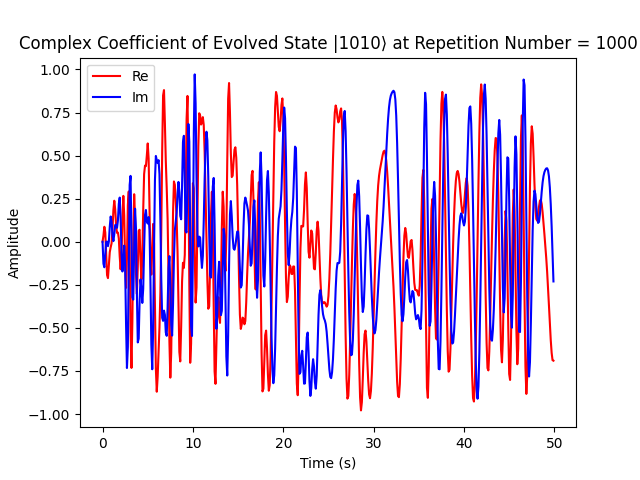 Complex Coefficient of Evolved State |1010⟩ at Repetition Number = 1000
Re
Im
1.00
0.75
0.50
0.25
0.00
−0.25
−0.50
−0.75
−1.00
Amplitude
0 10 20 30 40 50
Time (s)